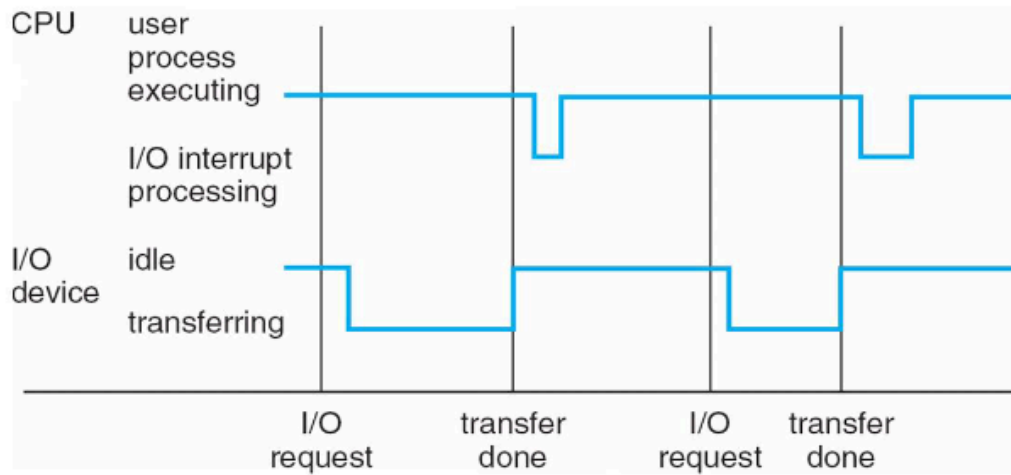 CPU
user
process
executing
I/O interrupt
processing
I/O
device
idle
transferring
I/O
request
transfer
done
I/O
request
transfer
done